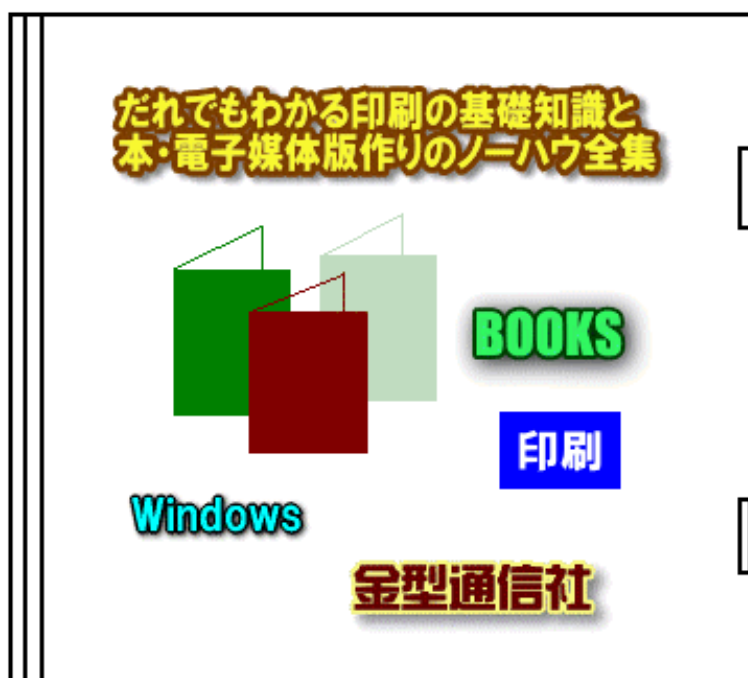 だれでもわかる印刷の基礎知識と
本・電子媒体版作りのノーハウ全集
BOOKS
印刷
Windows
金型通信社